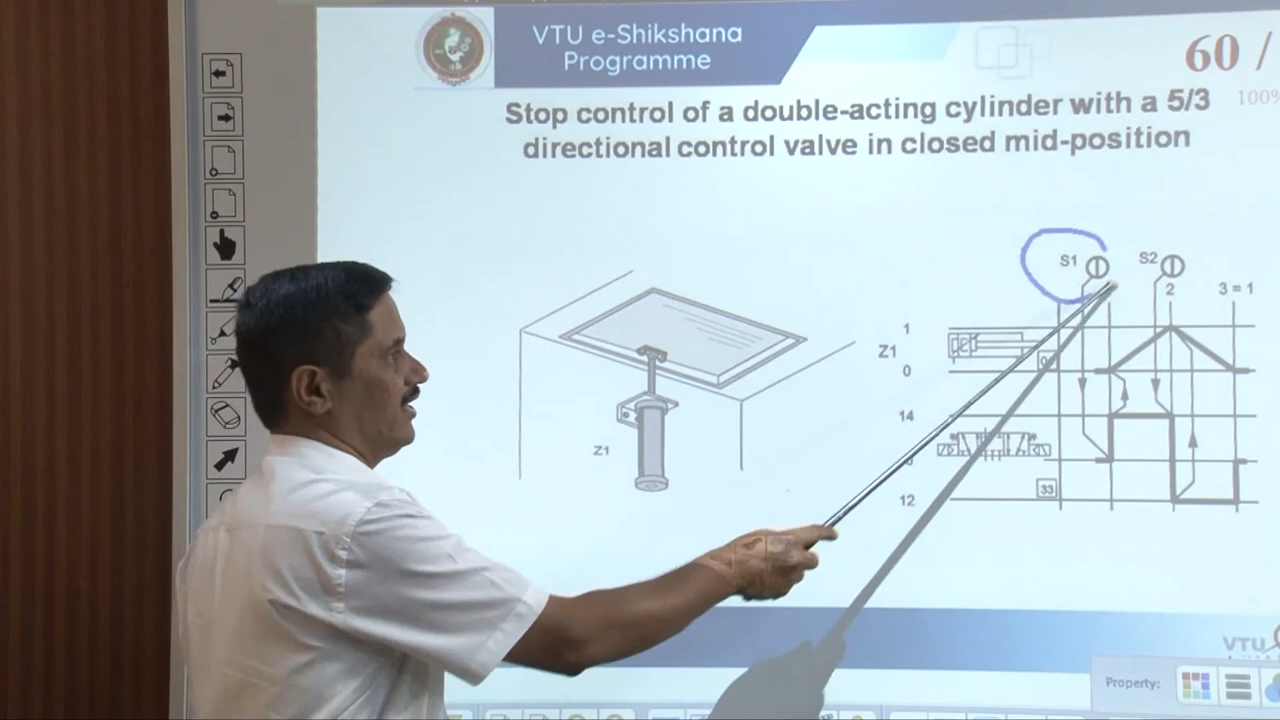 VTU e-Shikshana
Programme
60 /
100%
Stop control of a double-acting cylinder with a 5/3
directional control valve in closed mid-position
S1
S2
2
3 = 1
1
Z1
0
14
12
33
Z1
VTU
Property: